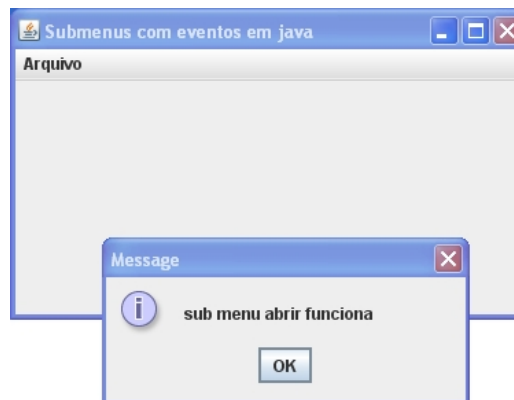 Submenus com eventos em java
Arquivo
Message
sub menu abrir funciona
OK